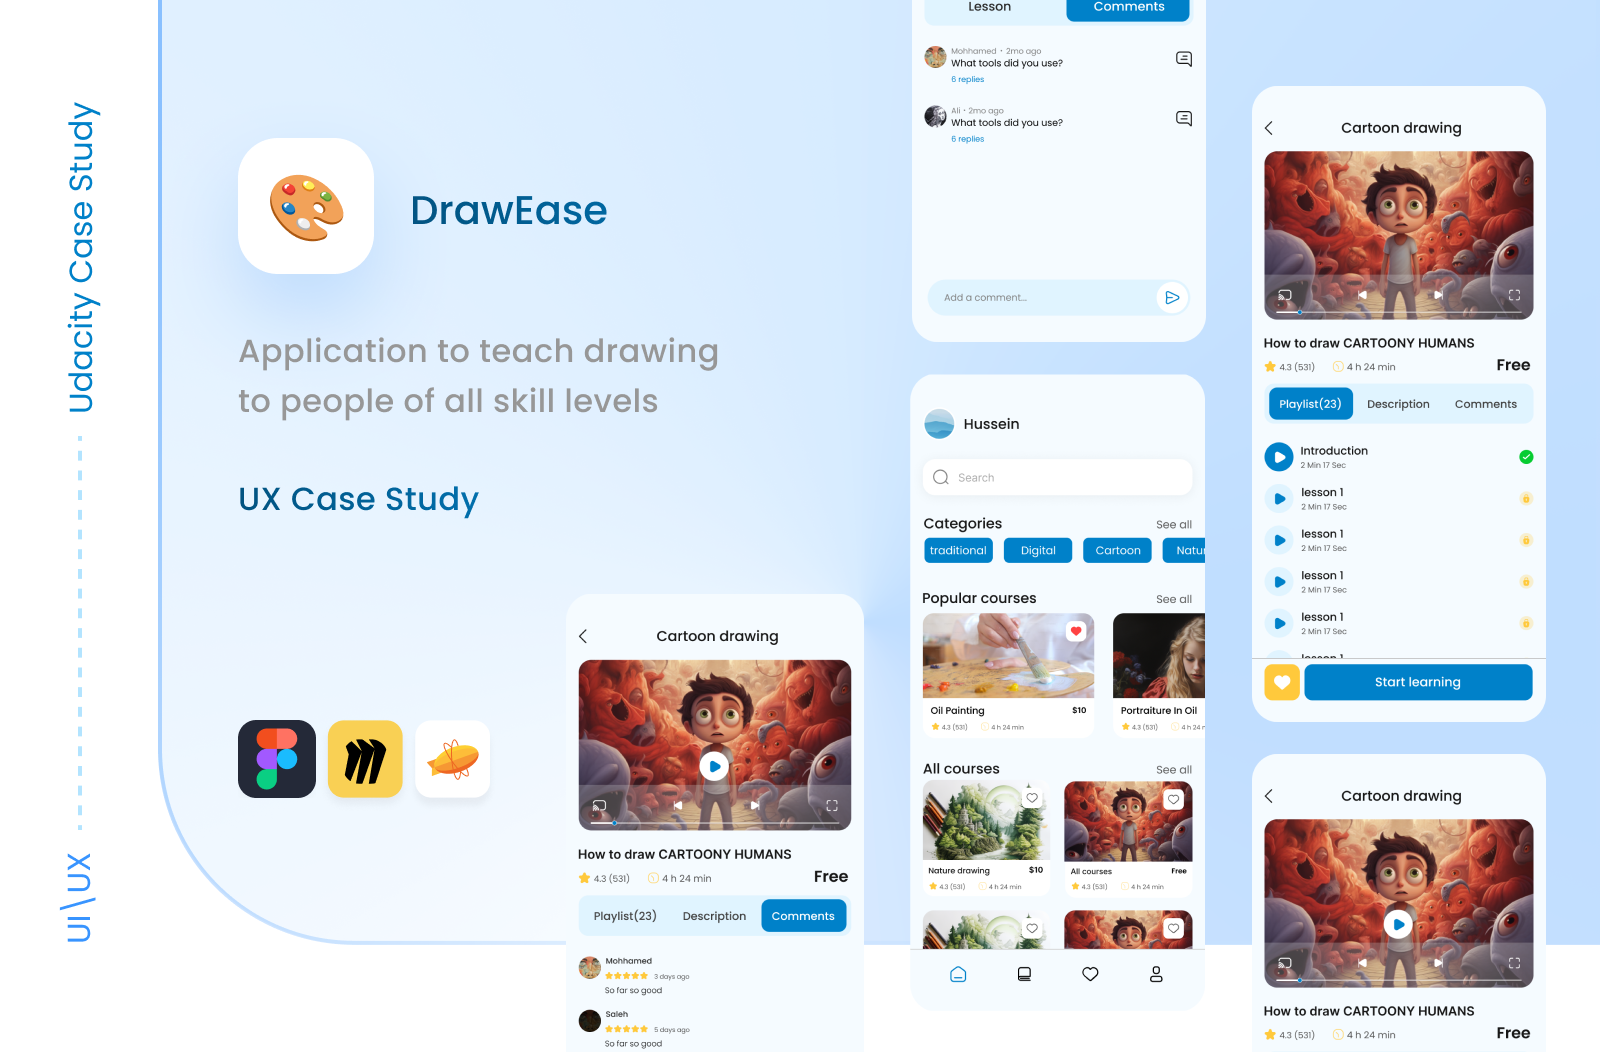 Udacity Case Study
UI\UX
DrawEase
Application to teach drawing
to people of all skill levels
UX Case Study
Cartoon drawing
How to draw CARTOONY HUMANS
4.3 (531)
4 h 24 min
Free
Playlist(23)
Description
Comments
Mohhamed
3 days ago
So far so good
Saleh
5 days ago
So far so good
Lesson
Comments
Mohhamed • 2mo ago
What tools did you use?
6 replies
Ali • 2mo ago
What tools did you use?
6 replies
Add a comment...
Hussein
Search
Categories
See all
traditional
Digital
Cartoon
Natur
Popular courses
See all
Oil Painting
$10
4.3 (531)
4 h 24 min
Portraiture In Oil
4.3 (531)
4 h 24 m
All courses
See all
Nature drawing
$10
4.3 (531)
4 h 24 min
All courses
Free
4.3 (531)
4 h 24 min
Cartoon drawing
How to draw CARTOONY HUMANS
4.3 (531)
4 h 24 min
Free
Playlist(23)
Description
Comments
Introduction
2 Min 17 Sec
lesson 1
2 Min 17 Sec
lesson 1
2 Min 17 Sec
lesson 1
2 Min 17 Sec
lesson 1
2 Min 17 Sec
lesson 1
Start learning
Cartoon drawing
How to draw CARTOONY HUMANS
4.3 (531)
4 h 24 min
Free